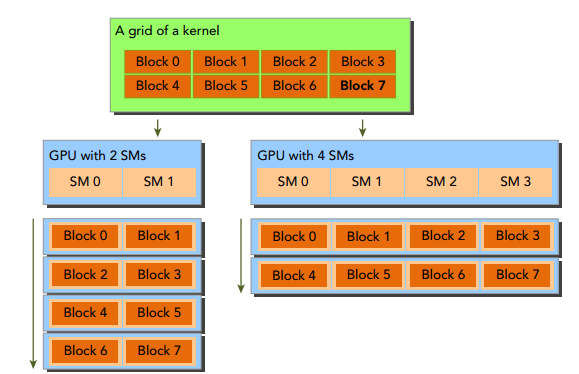 A grid of a kernel
Block 0 Block 1 Block 2 Block 3
Block 4 Block 5 Block 6 Block 7
GPU with 2 SMs
SM 0 SM 1
Block 0 Block 1
Block 2 Block 3
Block 4 Block 5
Block 6 Block 7
GPU with 4 SMs
SM 0 SM 1 SM 2 SM 3
Block 0 Block 1 Block 2 Block 3
Block 4 Block 5 Block 6 Block 7